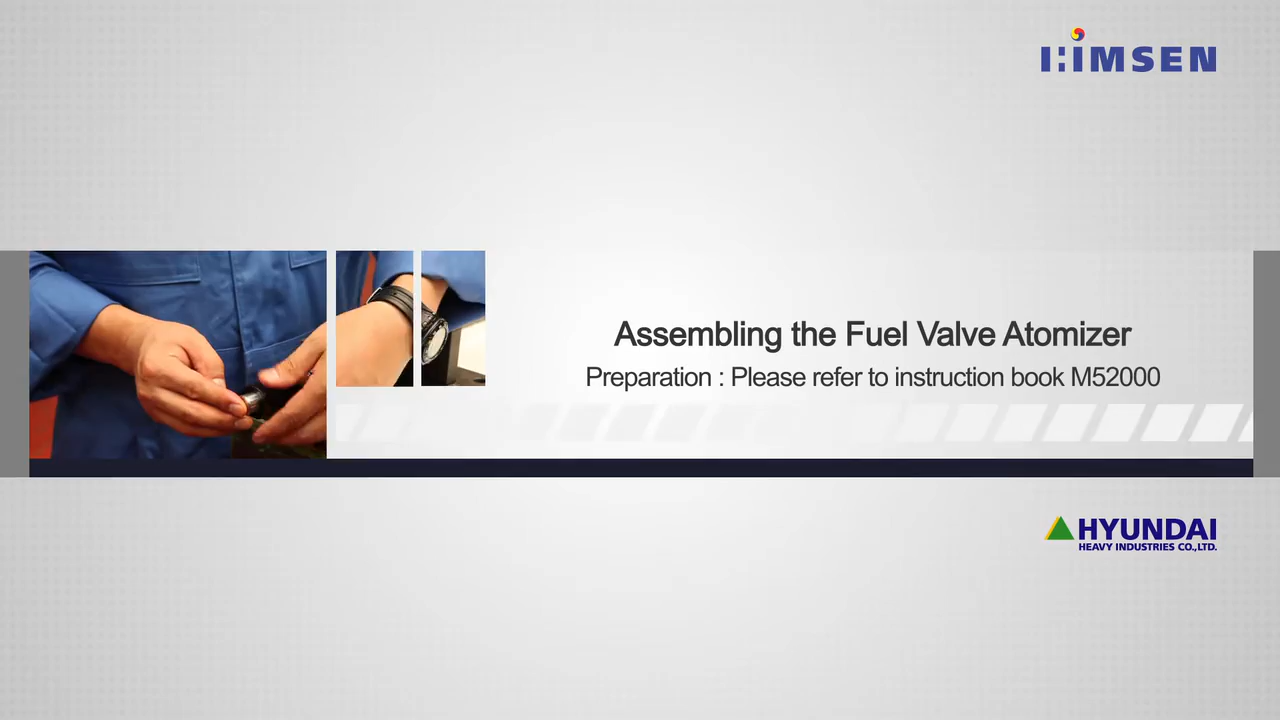 HiMSEN
Assembling the Fuel Valve Atomizer
Preparation : Please refer to instruction book M52000
HYUNDAI
HEAVY INDUSTRIES CO.,LTD.